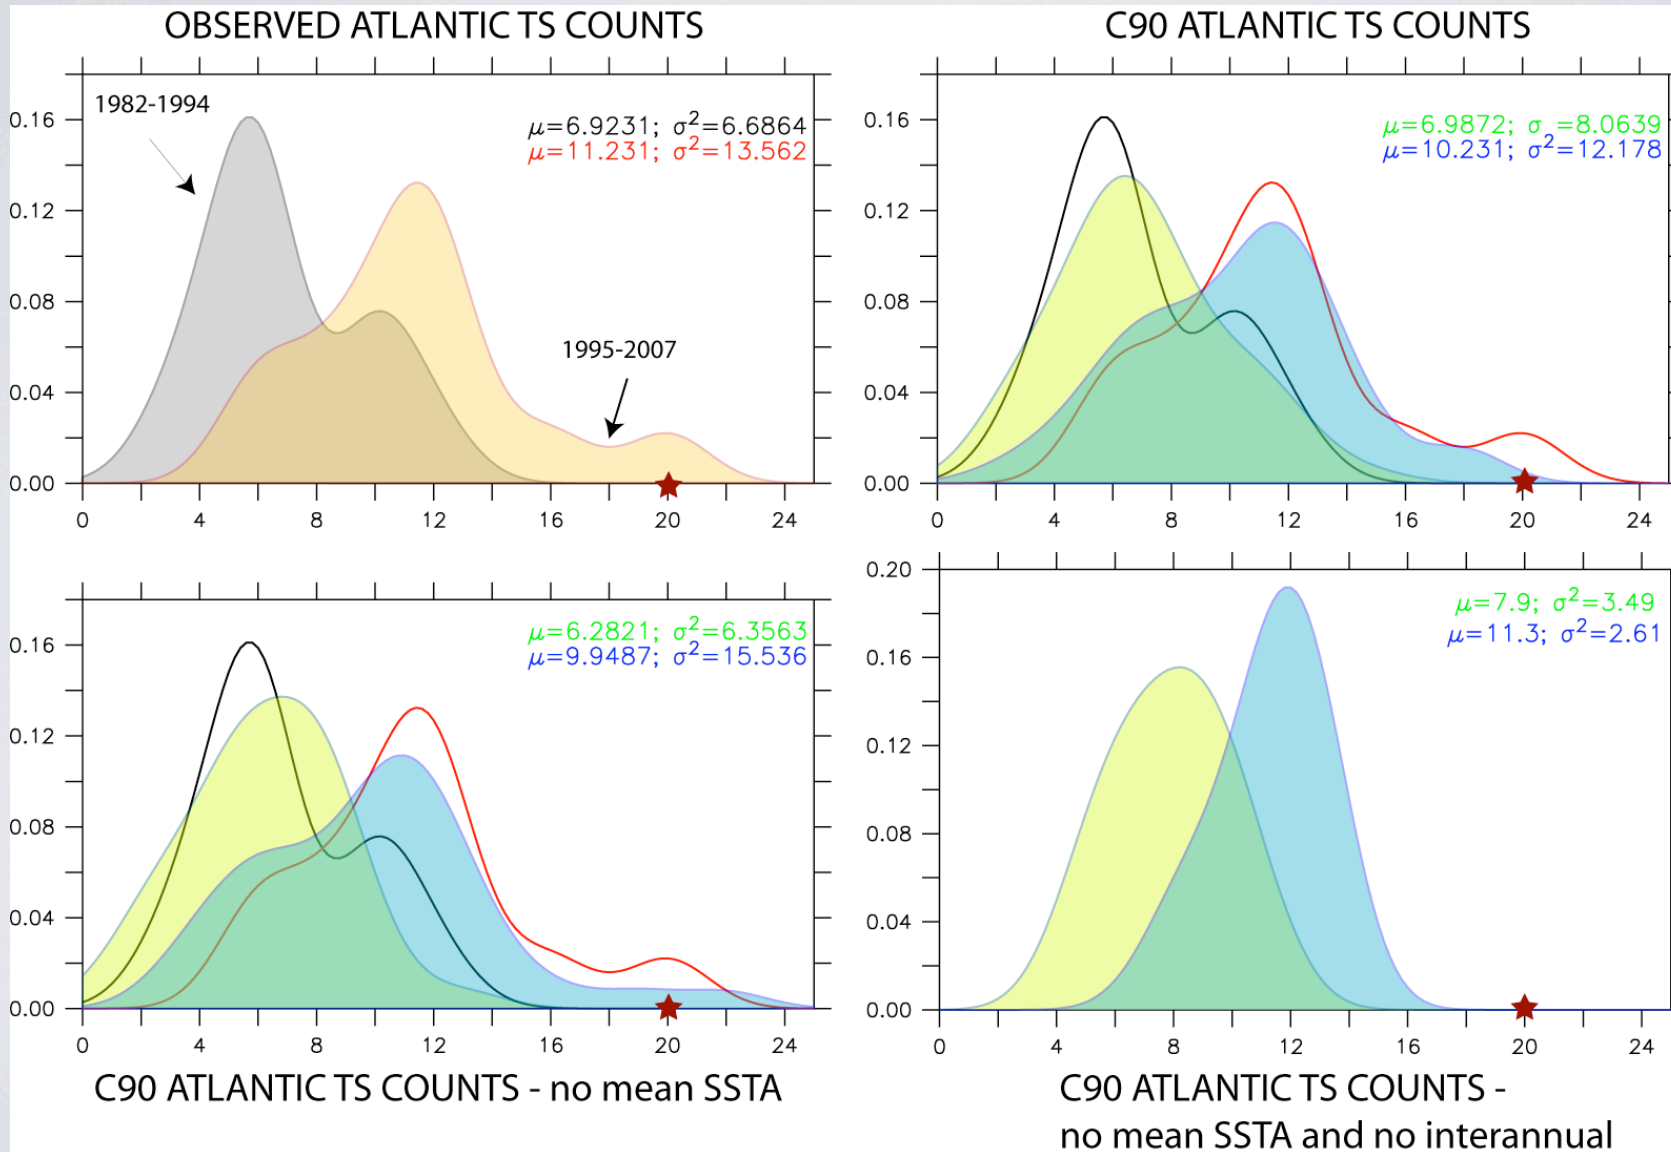 OBSERVED ATLANTIC TS COUNTS
1982-1994
μ=6.9231; σ²=6.6864
μ=11.231; σ²=13.562
1995-2007
0.16
0.12
0.08
0.04
0.00
0 4 8 12 16 20 24
C90 ATLANTIC TS COUNTS
μ=6.9872; σ =8.0639
μ=10.231; σ²=12.178
0.16
0.12
0.08
0.04
0.00
0 4 8 12 16 20 24
μ=6.2821; σ²=6.3563
μ=9.9487; σ²=15.536
0.16
0.12
0.08
0.04
0.00
0 4 8 12 16 20 24
C90 ATLANTIC TS COUNTS - no mean SSTA
0.20
μ=7.9; σ²=3.49
μ=11.3; σ²=2.61
0.16
0.12
0.08
0.04
0.00
0 4 8 12 16 20 24
C90 ATLANTIC TS COUNTS -
no mean SSTA and no interannual